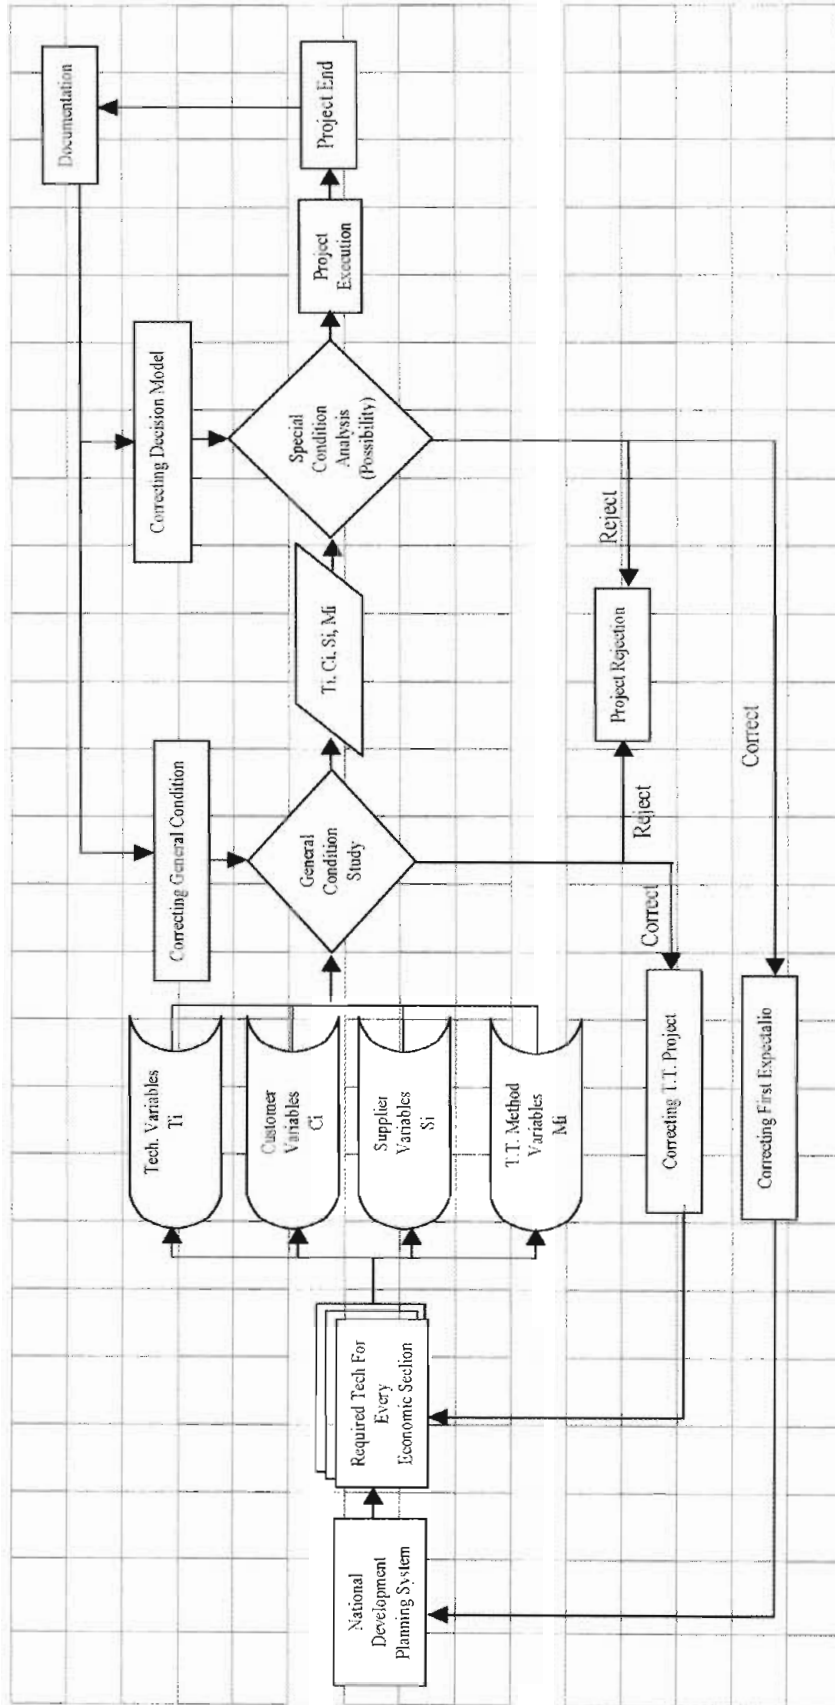 National
Development
Planning System
Required Tech For
Every
Economic Section
Tech. Variables
Ti
Customer
Variables
Ci
Supplier
Variables
Si
T.T. Method
Variables
Mi
Correcting General Condition
General
Condition
Study
Ti, Ci, Si, Mi
Correcting Decision Model
Special
Condition
Analysis
(Possibility)
Project
Execution
Project End
Documentation
Reject
Reject
Project Rejection
Correct
Correct
Correcting T.T. Project
Correcting First Expectatio